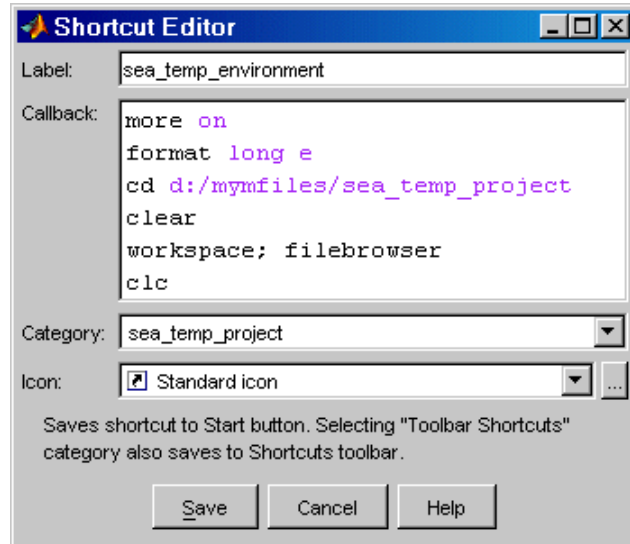 Shortcut Editor
Label: sea_temp_environment
Callback: more on
format long e
cd d:/mymfiles/sea_temp_project
clear
workspace; filebrowser
clc
Category: sea_temp_project
Icon: Standard icon ...
Saves shortcut to Start button. Selecting "Toolbar Shortcuts"
category also saves to Shortcuts toolbar.
Save Cancel Help